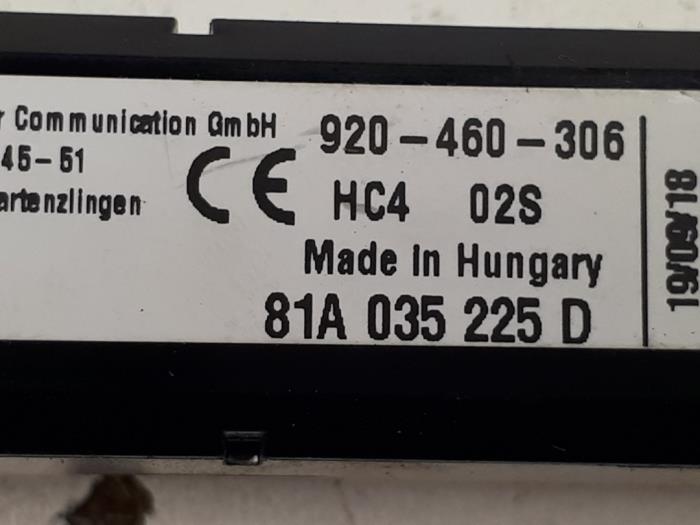 Communication GmbH
45-51
artenzlingen
CE
920-460-306
HC4 02S
Made in Hungary
81A 035 225 D
19/09/18